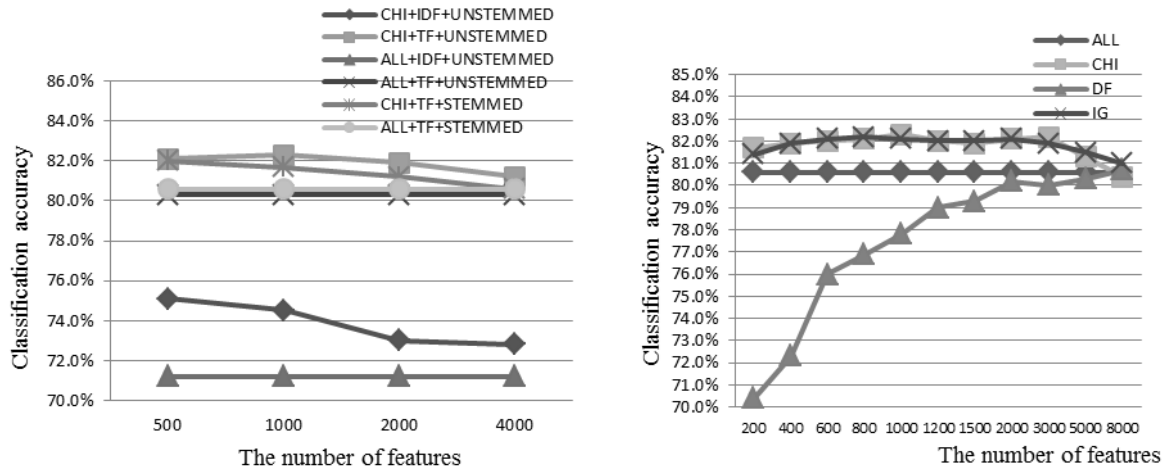 CHI+IDF+UNSTEMMED
CHI+TF+UNSTEMMED
ALL+IDF+UNSTEMMED
ALL+TF+UNSTEMMED
CHI+TF+STEMMED
ALL+TF+STEMMED
86.0%
84.0%
82.0%
80.0%
78.0%
76.0%
74.0%
72.0%
70.0%
Classification accuracy
500 1000 2000 4000
The number of features
ALL
CHI
DF
IG
85.0%
84.0%
83.0%
82.0%
81.0%
80.0%
79.0%
78.0%
77.0%
76.0%
75.0%
74.0%
73.0%
72.0%
71.0%
70.0%
Classification accuracy
200 400 600 800 1000 1200 1500 2000 3000 5000 8000
The number of features